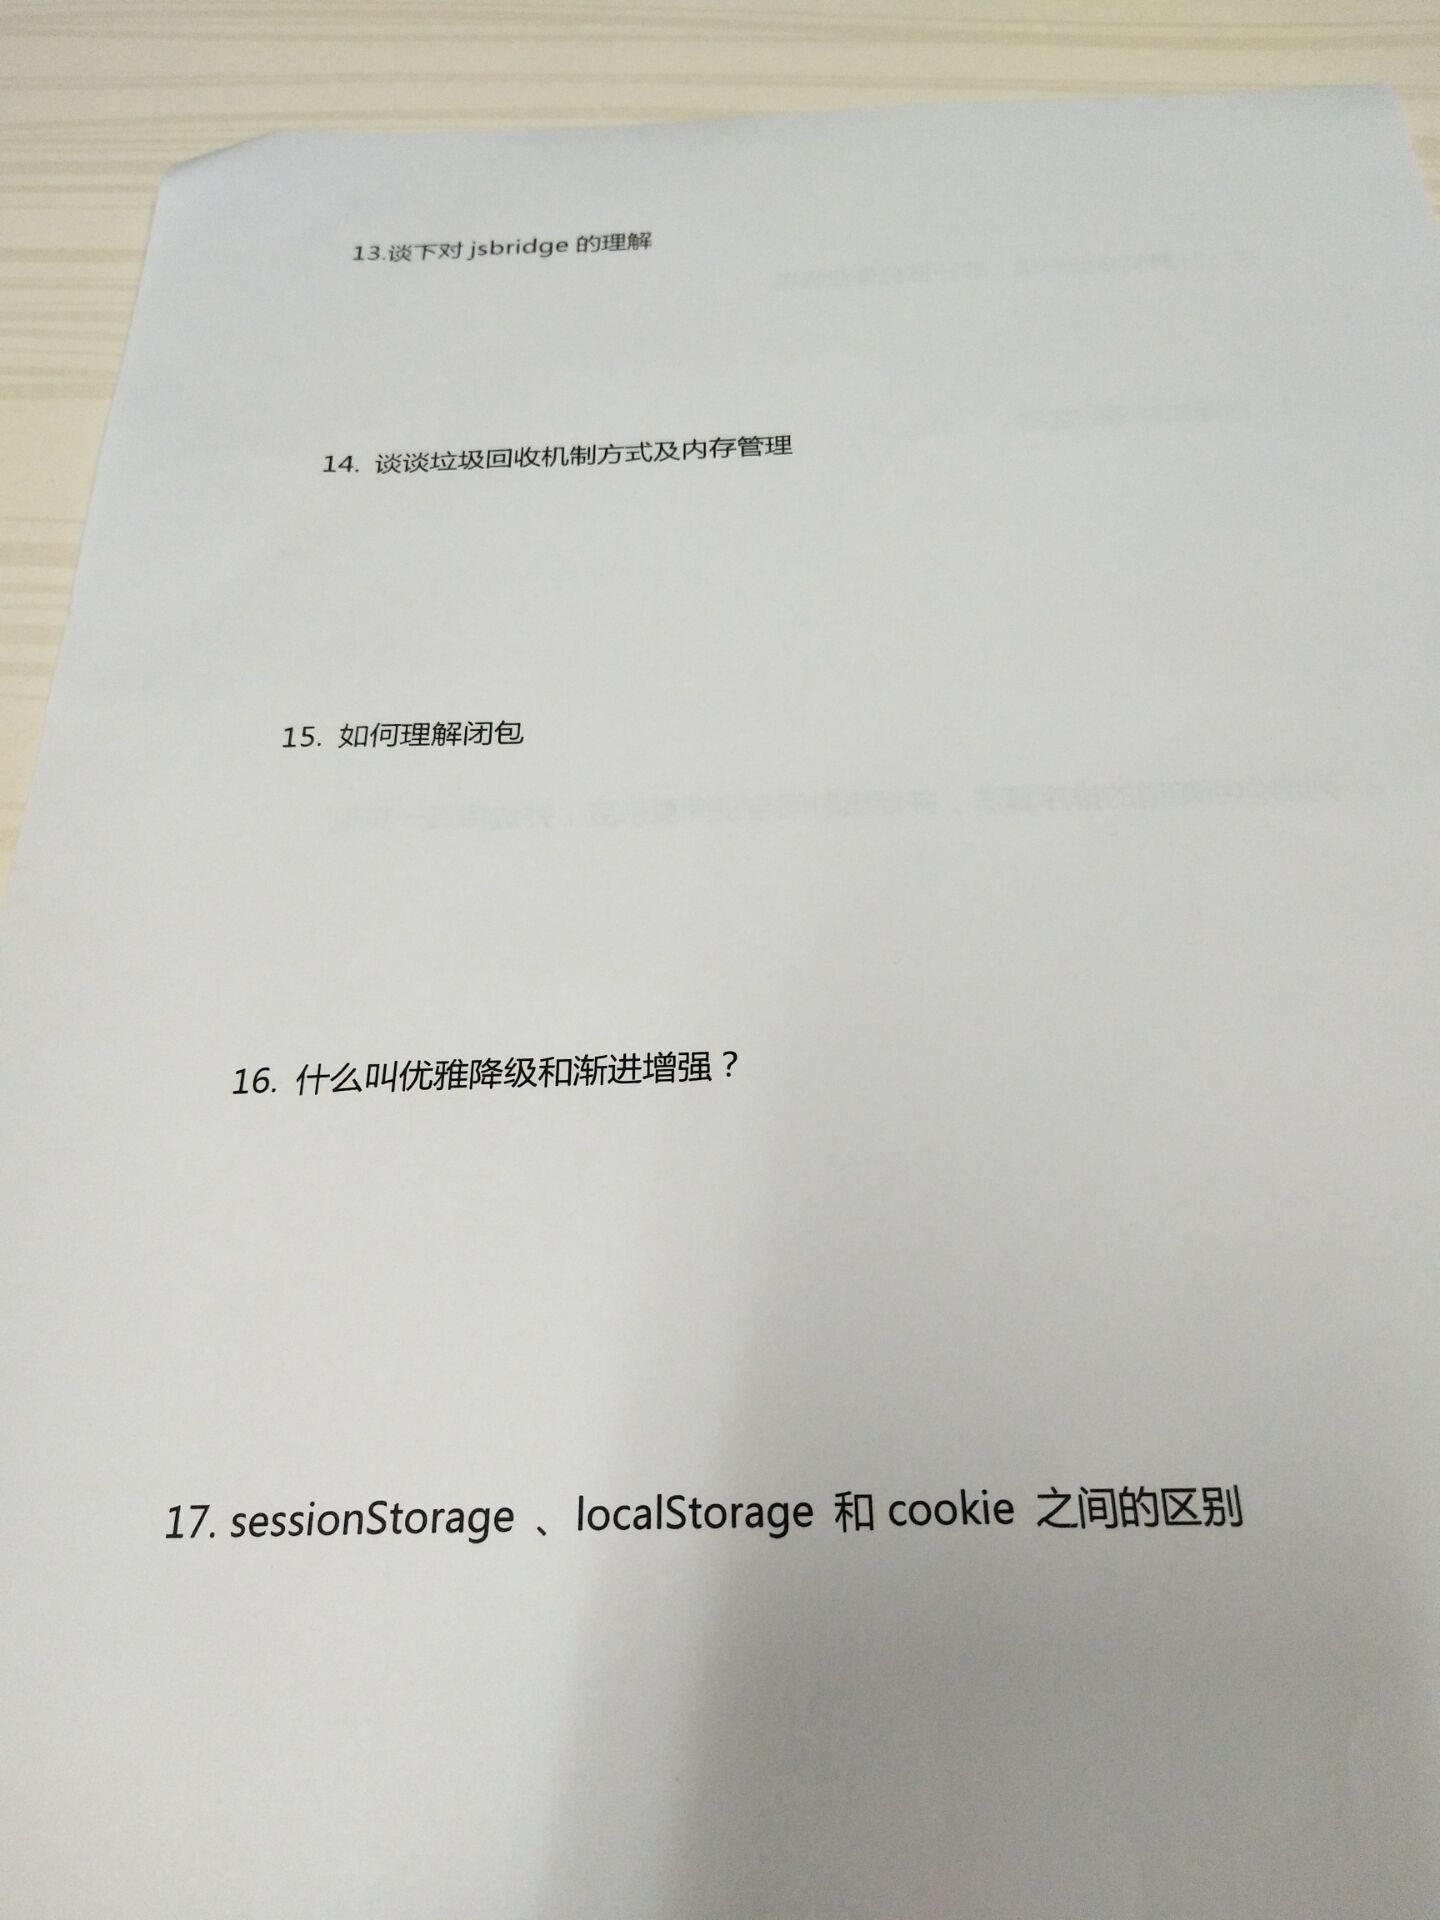 13.谈下对 jsbridge 的理解
14. 谈谈垃圾回收机制方式及内存管理
15. 如何理解闭包
16. 什么叫优雅降级和渐进增强？
17. sessionStorage 、localStorage 和 cookie 之间的区别